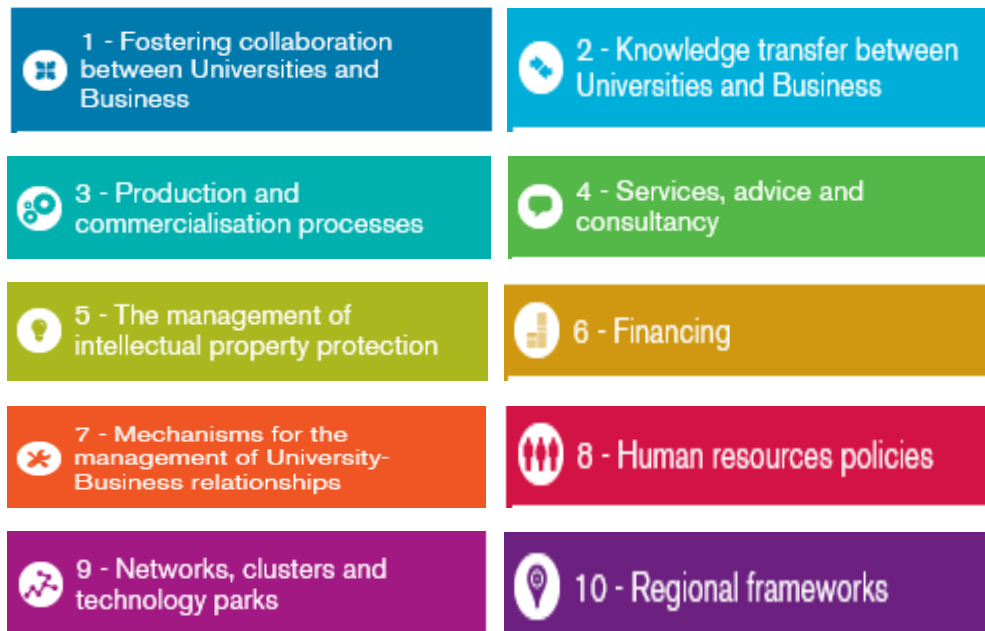 1 - Fostering collaboration
between Universities and
Business
2 - Knowledge transfer between
Universities and Business
3 - Production and
commercialisation processes
4 - Services, advice and
consultancy
5 - The management of
intellectual property protection
6 - Financing
7 - Mechanisms for the
management of University-
Business relationships
8 - Human resources policies
9 - Networks, clusters and
technology parks
10 - Regional frameworks